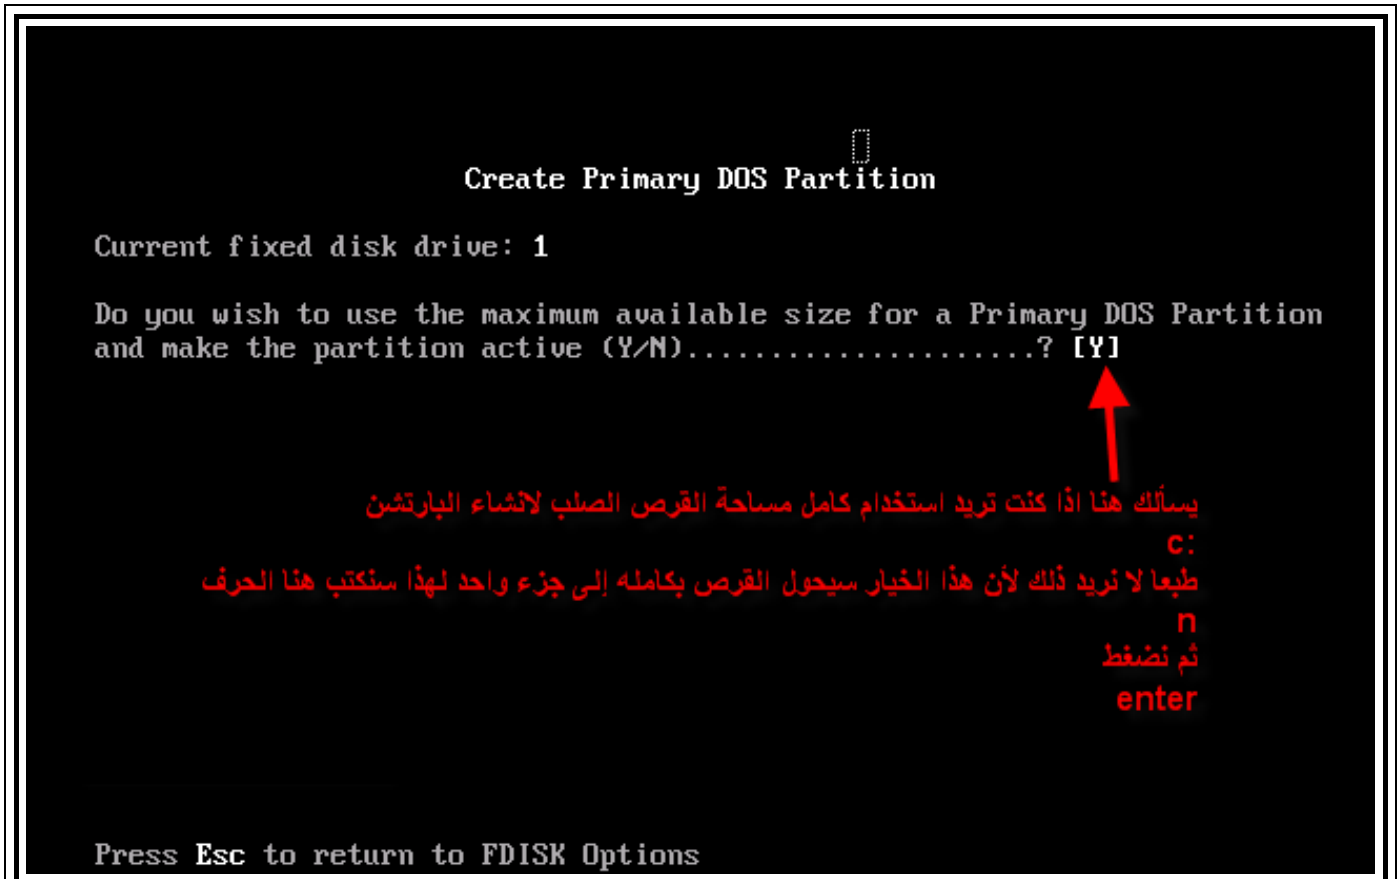 Create Primary DOS Partition
Current fixed disk drive: 1
Do you wish to use the maximum available size for a Primary DOS Partition
and make the partition active (Y/N).....................? [Y]
يسألك هنا اذا كنت تريد استخدام كامل مساحة القرص الصلب لانشاء البارتشن
c:
طبعا لا نريد ذلك لأن هذا الخيار سيحول القرص بكامله إلى جزء واحد لهذا سنكتب هنا الحرف
n
ثم نضغط
enter
Press Esc to return to FDISK Options